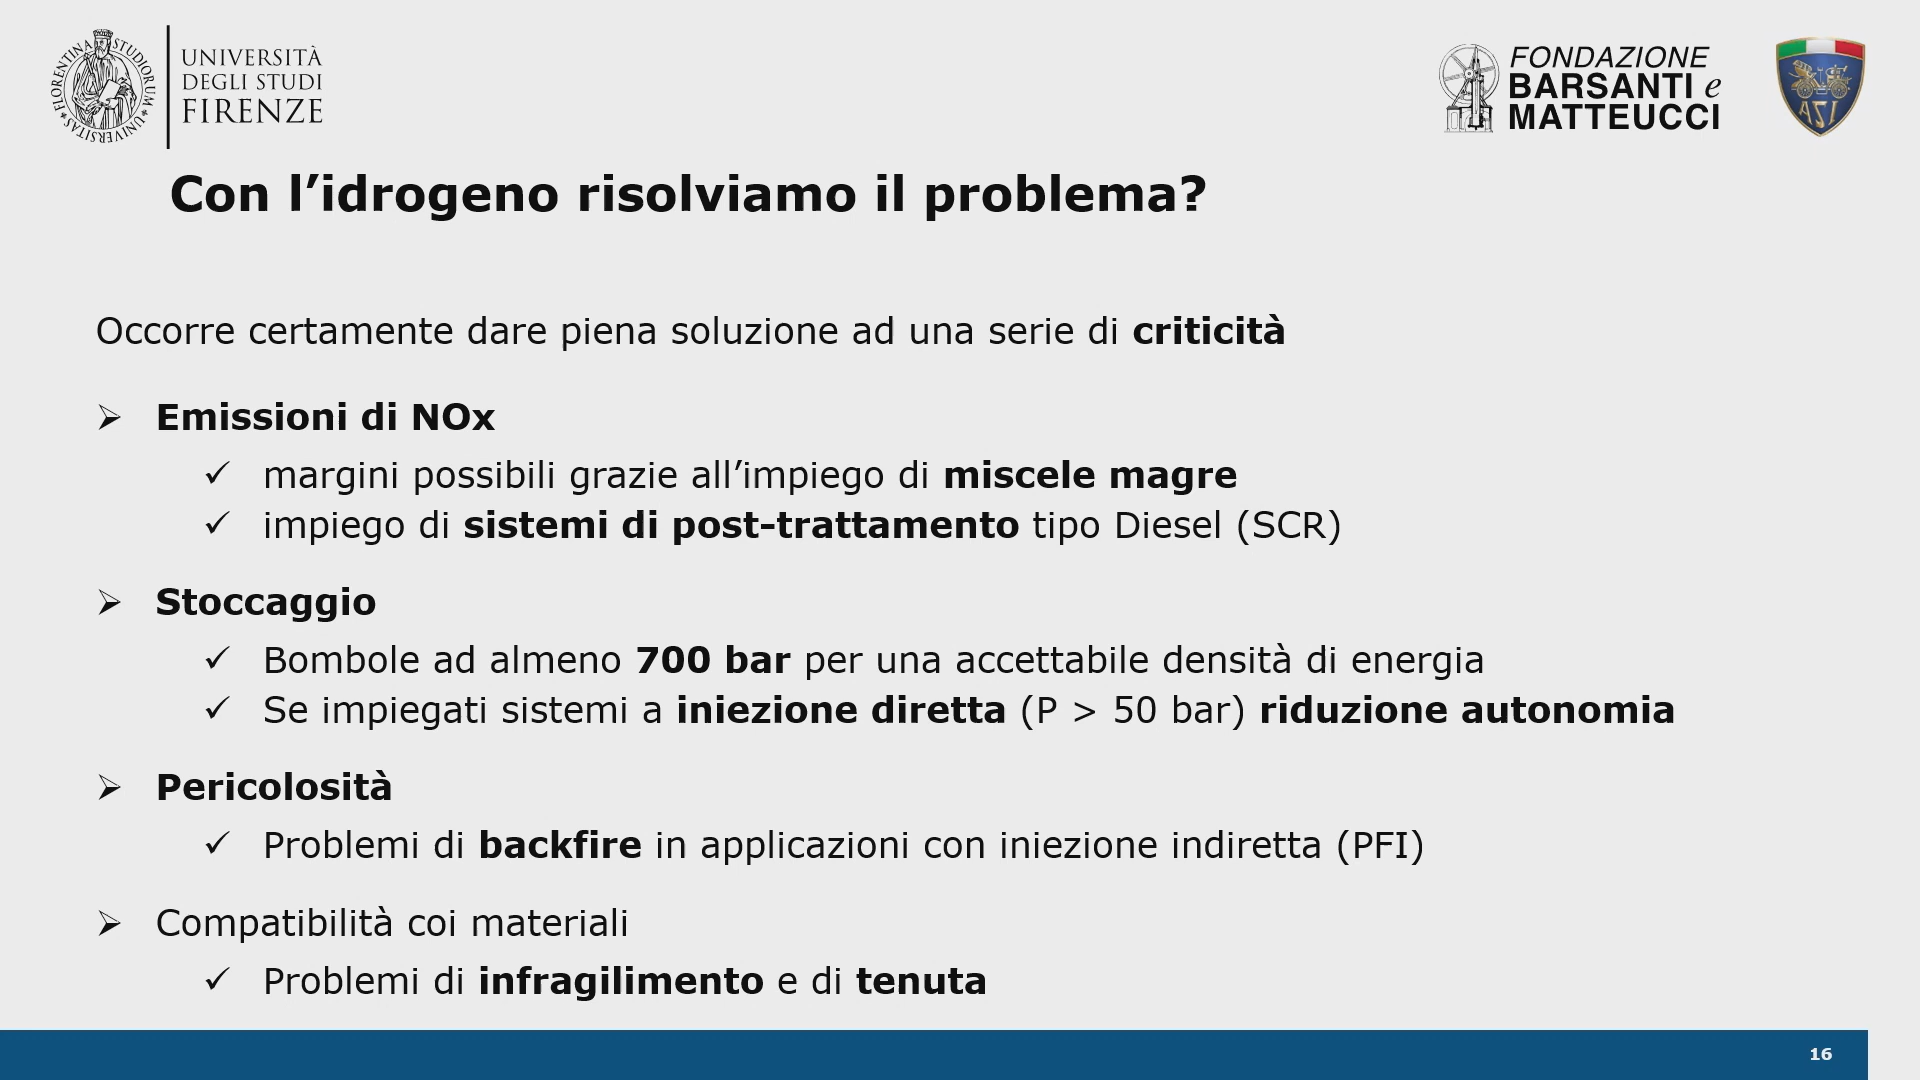 FLORENTINA STUDIORUM UNIVERSITAS
UNIVERSITÀ
DEGLI STUDI
FIRENZE
FONDAZIONE
BARSANTI e
MATTEUCCI
ASI
Con l’idrogeno risolviamo il problema?
Occorre certamente dare piena soluzione ad una serie di criticità
➢ Emissioni di NOx
✓ margini possibili grazie all’impiego di miscele magre
✓ impiego di sistemi di post-trattamento tipo Diesel (SCR)
➢ Stoccaggio
✓ Bombole ad almeno 700 bar per una accettabile densità di energia
✓ Se impiegati sistemi a iniezione diretta (P > 50 bar) riduzione autonomia
➢ Pericolosità
✓ Problemi di backfire in applicazioni con iniezione indiretta (PFI)
➢ Compatibilità coi materiali
✓ Problemi di infragilimento e di tenuta
16